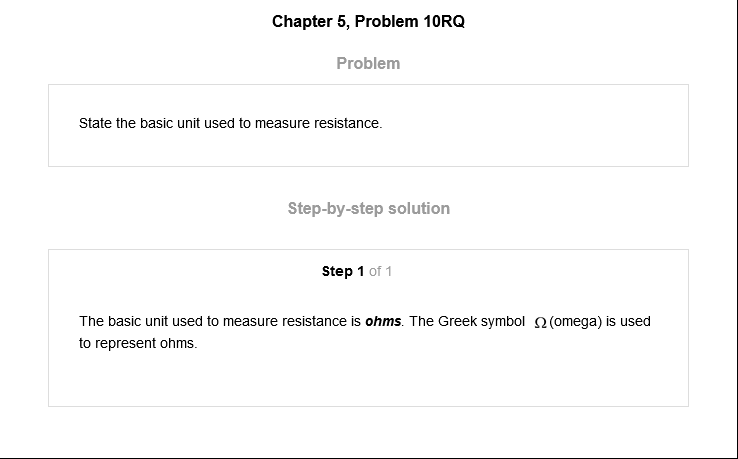 Chapter 5, Problem 10RQ
Problem
State the basic unit used to measure resistance.
Step-by-step solution
Step 1 of 1
The basic unit used to measure resistance is ohms. The Greek symbol Ω (omega) is used
to represent ohms.